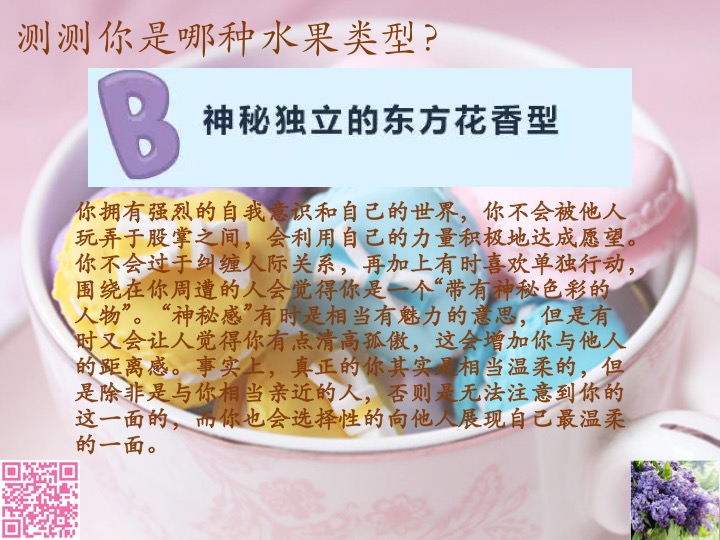 测测你是哪种水果类型？
B
神秘独立的东方花香型
你拥有强烈的自我意识和自己的世界，你不会被他人
玩弄于股掌之间，会利用自己的力量积极地达成愿望。
你不会过于纠缠人际关系，再加上有时喜欢单独行动，
围绕在你周遭的人会觉得你是一个“带有神秘色彩的
人物”。“神秘感”有时是相当有魅力的意思，但是有
时又会让人觉得你有点清高孤傲，这会增加你与他人
的距离感。事实上，真正的你其实是相当温柔的，但
是除非是与你相当亲近的人，否则是无法注意到你的
这一面的，而你也会选择性的向他人展现自己最温柔
的一面。